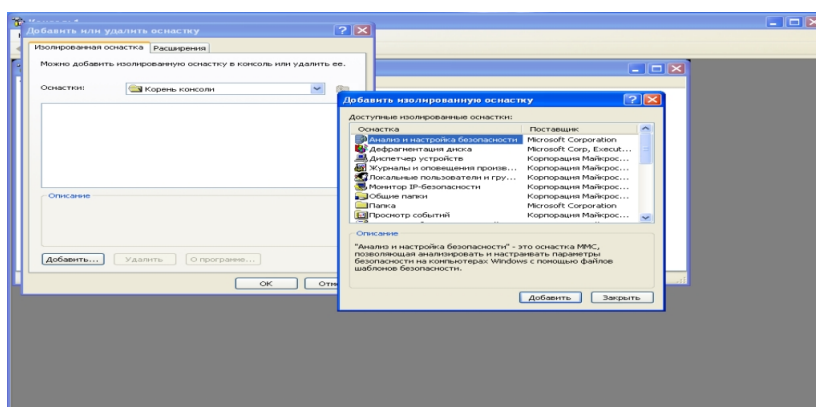 Добавить или удалить оснастку
Изолированная оснастка
Расширения
Можно добавить изолированную оснастку в консоль или удалить ее.
Оснастки:
Корень консоли
Описание
Добавить...
Удалить
О программе...
ОК
Добавить изолированную оснастку
Доступные изолированные оснастки:
Оснастка Поставщик
Анализ и настройка безопасности Microsoft Corporation
Дефрагментация диска Microsoft Corp, Execut...
Диспетчер устройств Корпорация Майкрос...
Журналы и оповещения произв... Корпорация Майкрос...
Локальные пользователи и гру... Корпорация Майкрос...
Монитор IP-безопасности Корпорация Майкрос...
Общие папки Корпорация Майкрос...
Папка Microsoft Corporation
Просмотр событий Корпорация Майкрос...
Описание
"Анализ и настройка безопасности" - это оснастка MMC,
позволяющая анализировать и настраивать параметры
безопасности на компьютерах Windows с помощью файлов
шаблонов безопасности.
Добавить
Закрыть